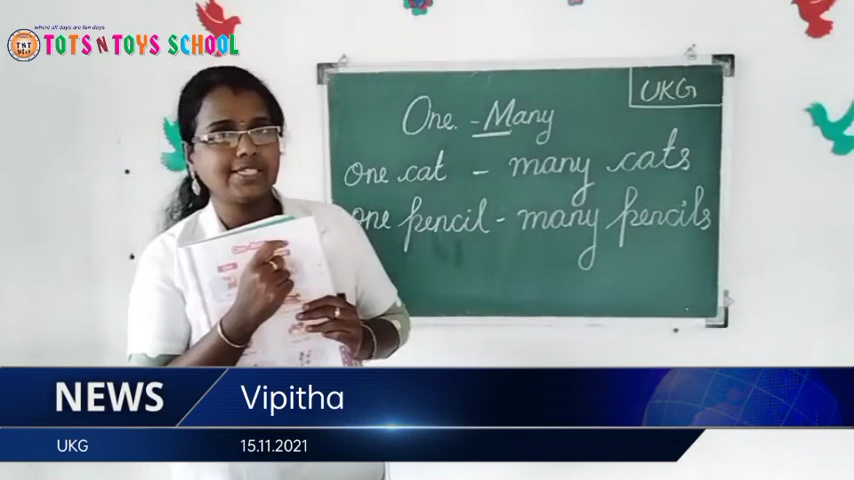 where all days are fun days
TNT
TOTS N TOYS SCHOOL
UKG
One - Many
one cat - many cats
one pencil - many pencils
NEWS
Vipitha
UKG
15.11.2021